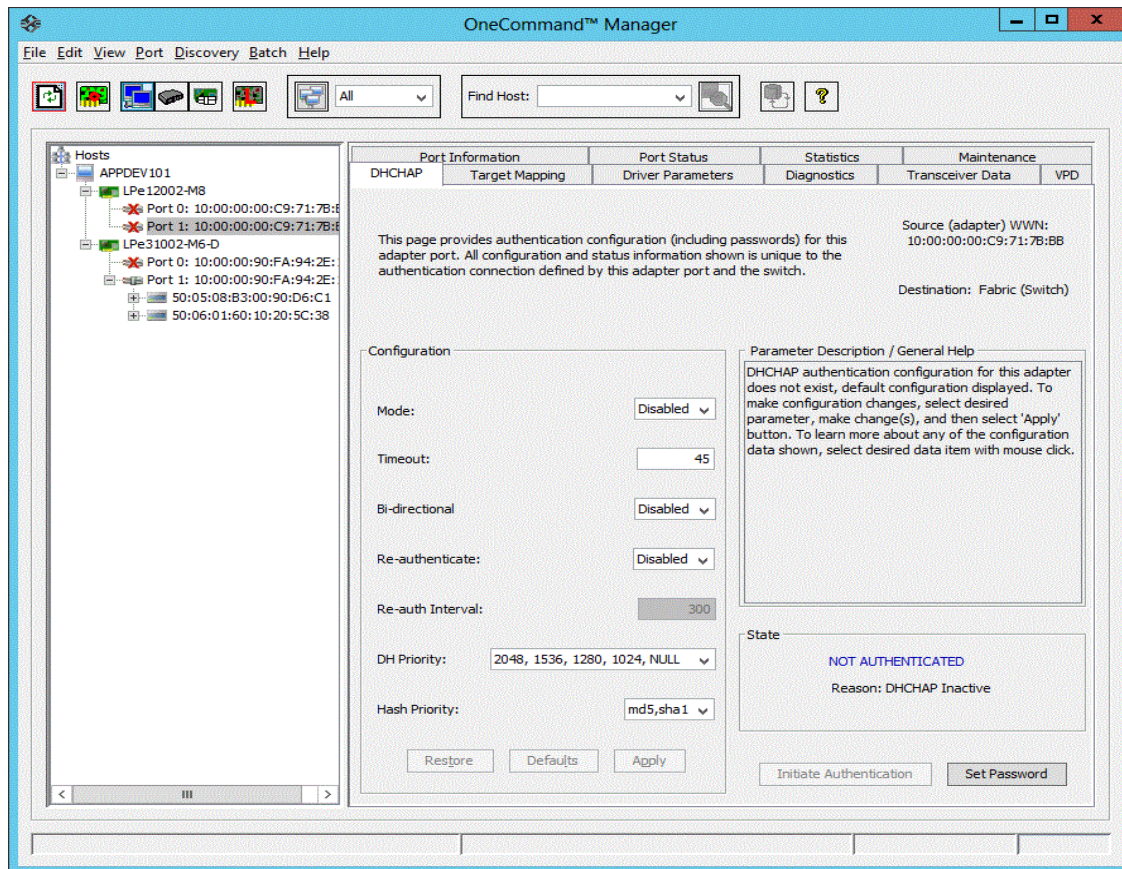 OneCommand™ Manager
File Edit View Port Discovery Batch Help
All
Find Host:
Hosts
APPDEV101
LPe12002-M8
Port 0: 10:00:00:00:C9:71:7B:
Port 1: 10:00:00:00:C9:71:7B:
LPe31002-M6-D
Port 0: 10:00:00:90:FA:94:2E:
Port 1: 10:00:00:90:FA:94:2E:
50:05:08:B3:00:90:D6:C1
50:06:01:60:10:20:5C:38
Port Information Port Status Statistics Maintenance
DHCHAP Target Mapping Driver Parameters Diagnostics Transceiver Data VPD
This page provides authentication configuration (including passwords) for this
adapter port. All configuration and status information shown is unique to the
authentication connection defined by this adapter port and the switch.
Source (adapter) WWN:
10:00:00:00:C9:71:7B:BB
Destination: Fabric (Switch)
Configuration
Mode: Disabled
Timeout: 45
Bi-directional Disabled
Re-authenticate: Disabled
Re-auth Interval: 300
DH Priority: 2048, 1536, 1280, 1024, NULL
Hash Priority: md5,sha1
Restore Defaults Apply
Parameter Description / General Help
DHCHAP authentication configuration for this adapter
does not exist, default configuration displayed. To
make configuration changes, select desired
parameter, make change(s), and then select 'Apply'
button. To learn more about any of the configuration
data shown, select desired data item with mouse click.
State
NOT AUTHENTICATED
Reason: DHCHAP Inactive
Initiate Authentication Set Password